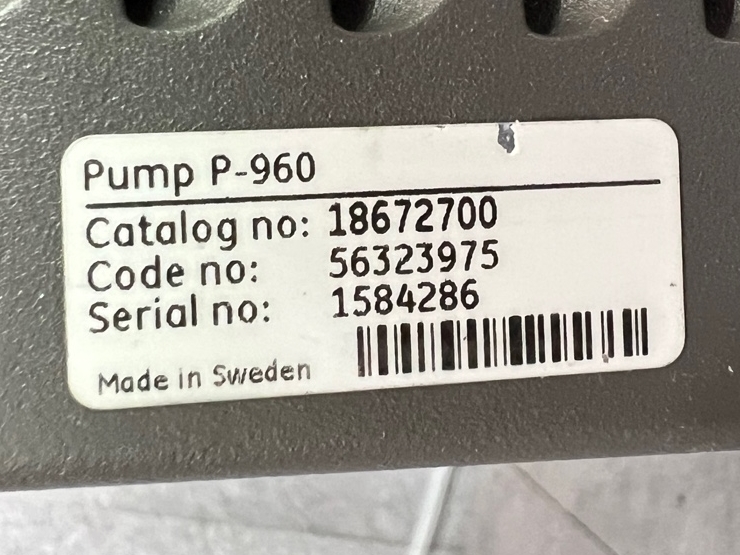 Pump P-960
Catalog no: 18672700
Code no: 56323975
Serial no: 1584286
Made in Sweden